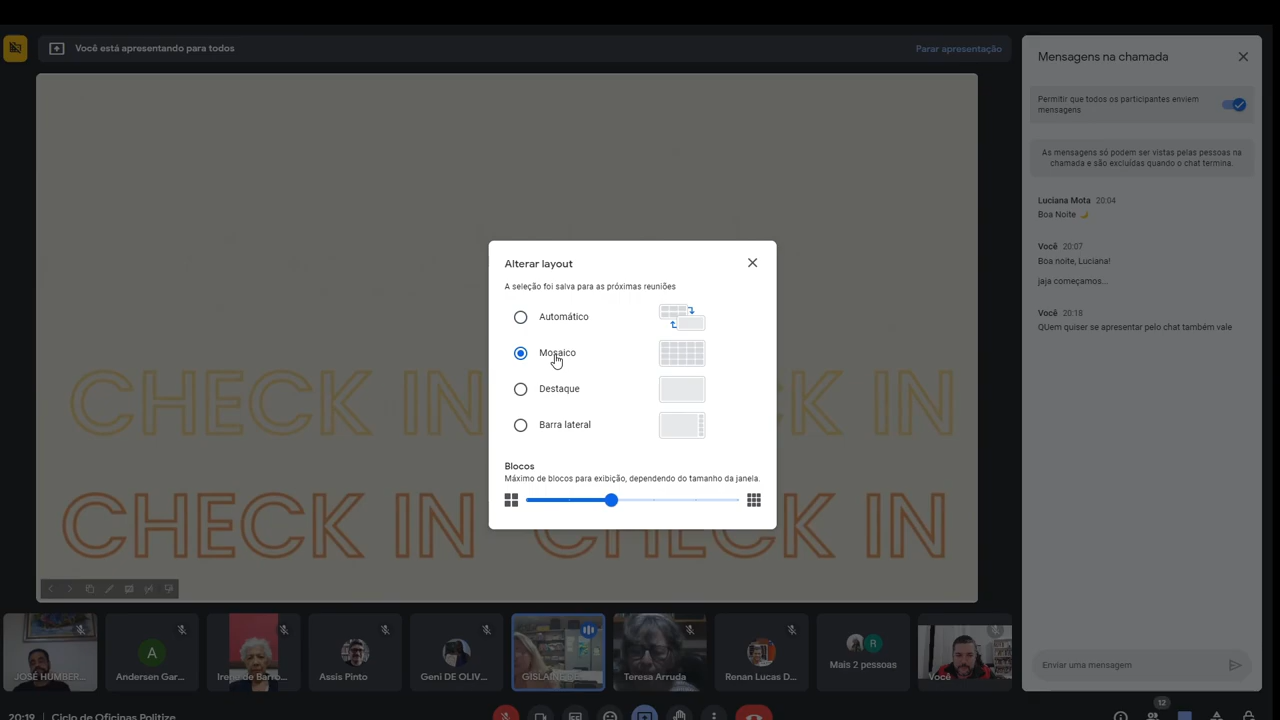 Você está apresentando para todos
Parar apresentação
CHECK IN CHECK IN
CHECK IN CHECK IN
Alterar layout
A seleção foi salva para as próximas reuniões
Automático
Mosaico
Destaque
Barra lateral
Blocos
Máximo de blocos para exibição, dependendo do tamanho da janela.
Mensagens na chamada
Permitir que todos os participantes enviem
mensagens
As mensagens só podem ser vistas pelas pessoas na
chamada e são excluídas quando o chat termina.
Luciana Mota 20:04
Boa Noite 🌙
Você 20:07
Boa noite, Luciana!
jaja começamos...
Você 20:18
QUem quiser se apresentar pelo chat também vale
Enviar uma mensagem
JOSÉ HUMBER...
A
Andersen Gar...
Irene de Barro...
Assis Pinto
Geni DE OLIV...
GISLAINE
Teresa Arruda
Renan Lucas D...
R
Mais 2 pessoas
Você
20:19 | Ciclo de Oficinas Politize
12